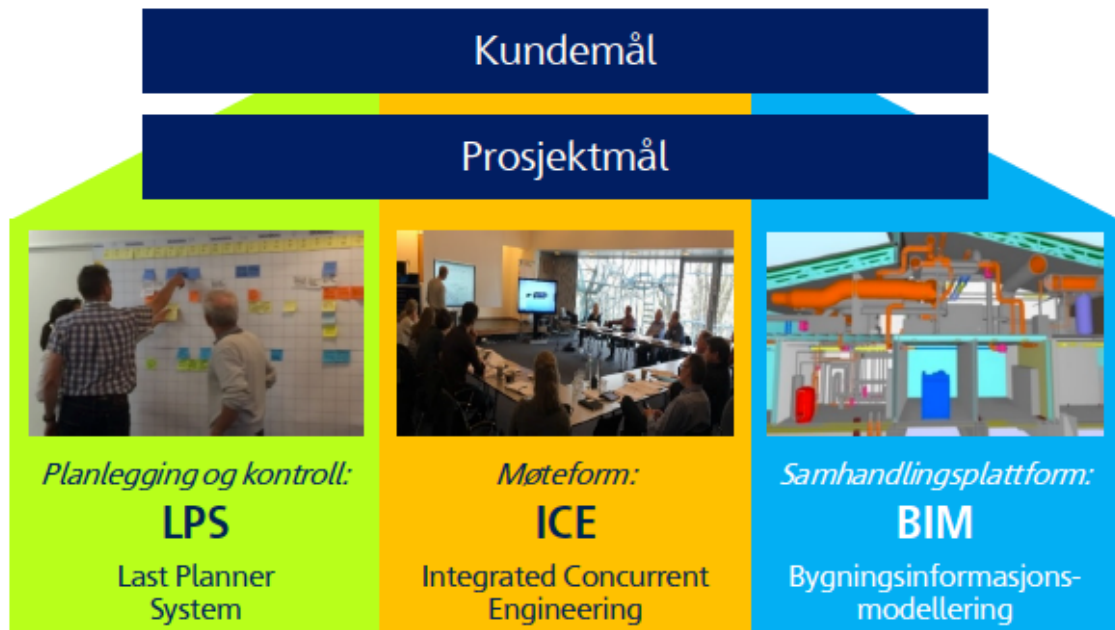 Kundemål
Prosjektmål
Planlegging og kontroll:
LPS
Last Planner
System
Møteform:
ICE
Integrated Concurrent
Engineering
Samhandlingsplattform:
BIM
Bygningsinformasjons-
modellering